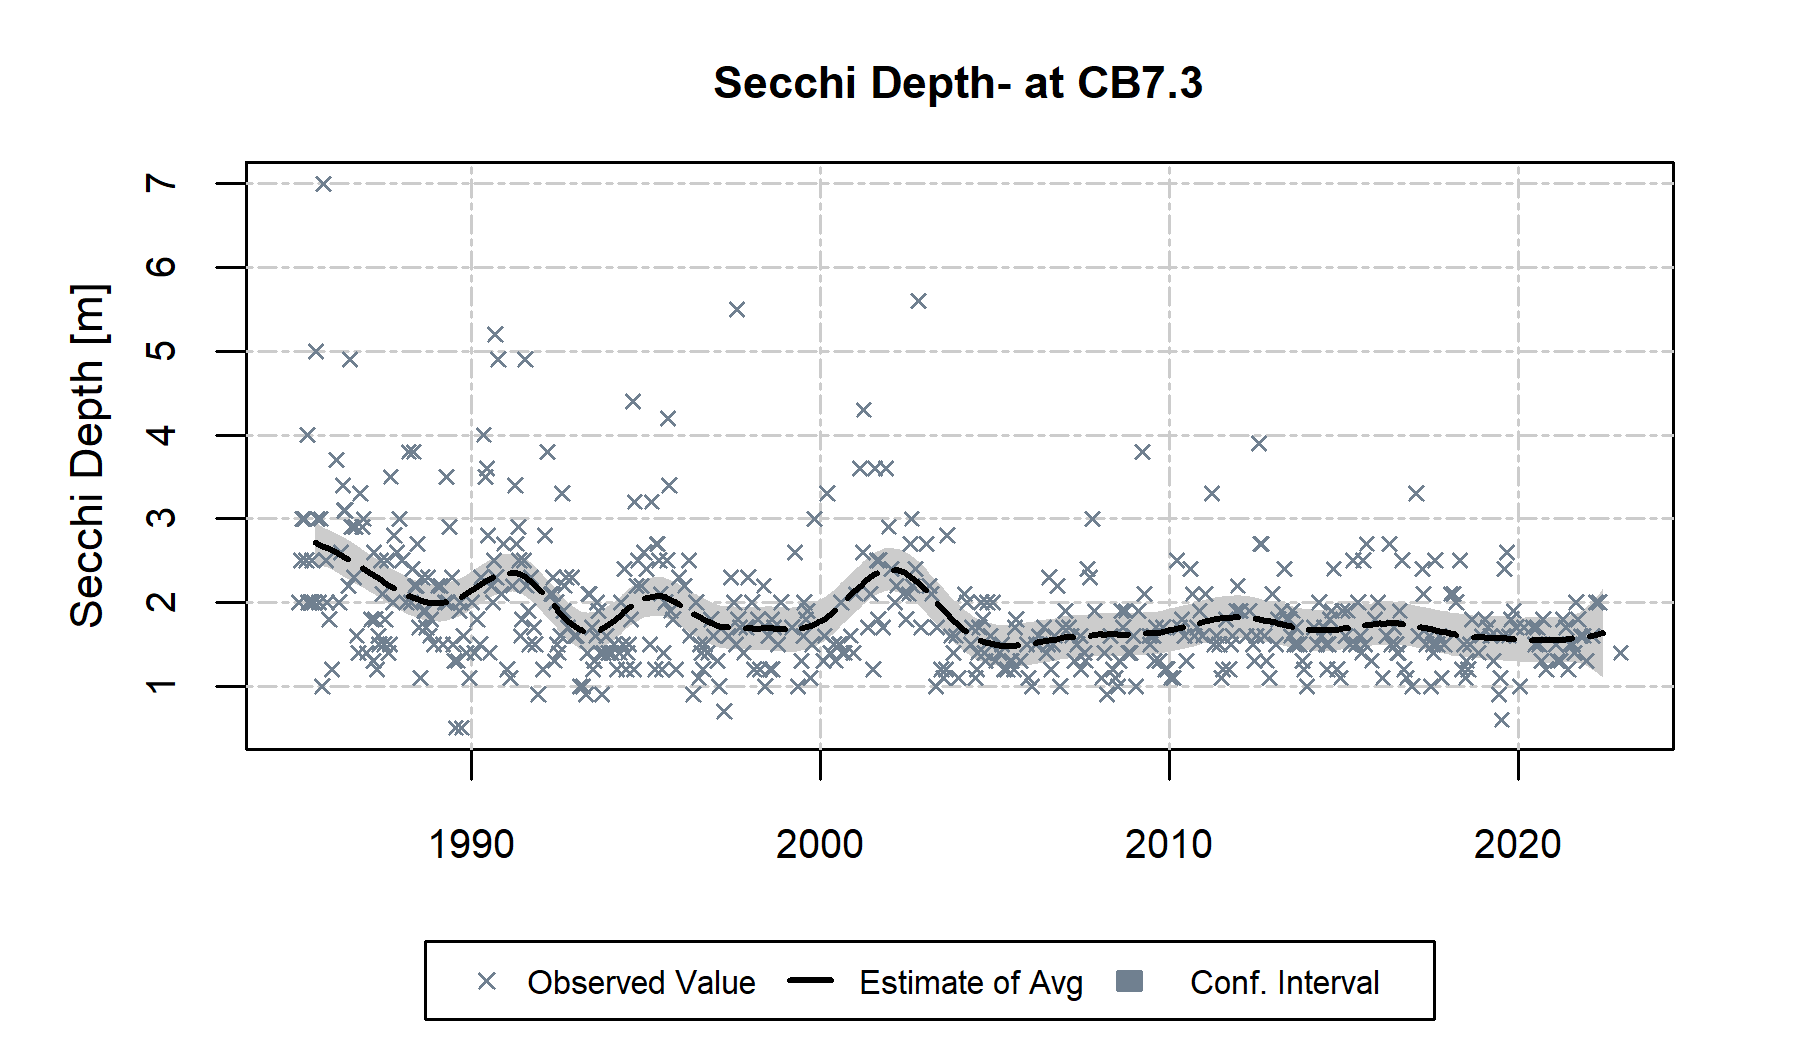 Secchi Depth- at CB7.3
Secchi Depth [m]
7
6
5
4
3
2
1
1990 2000 2010 2020
Observed Value Estimate of Avg Conf. Interval